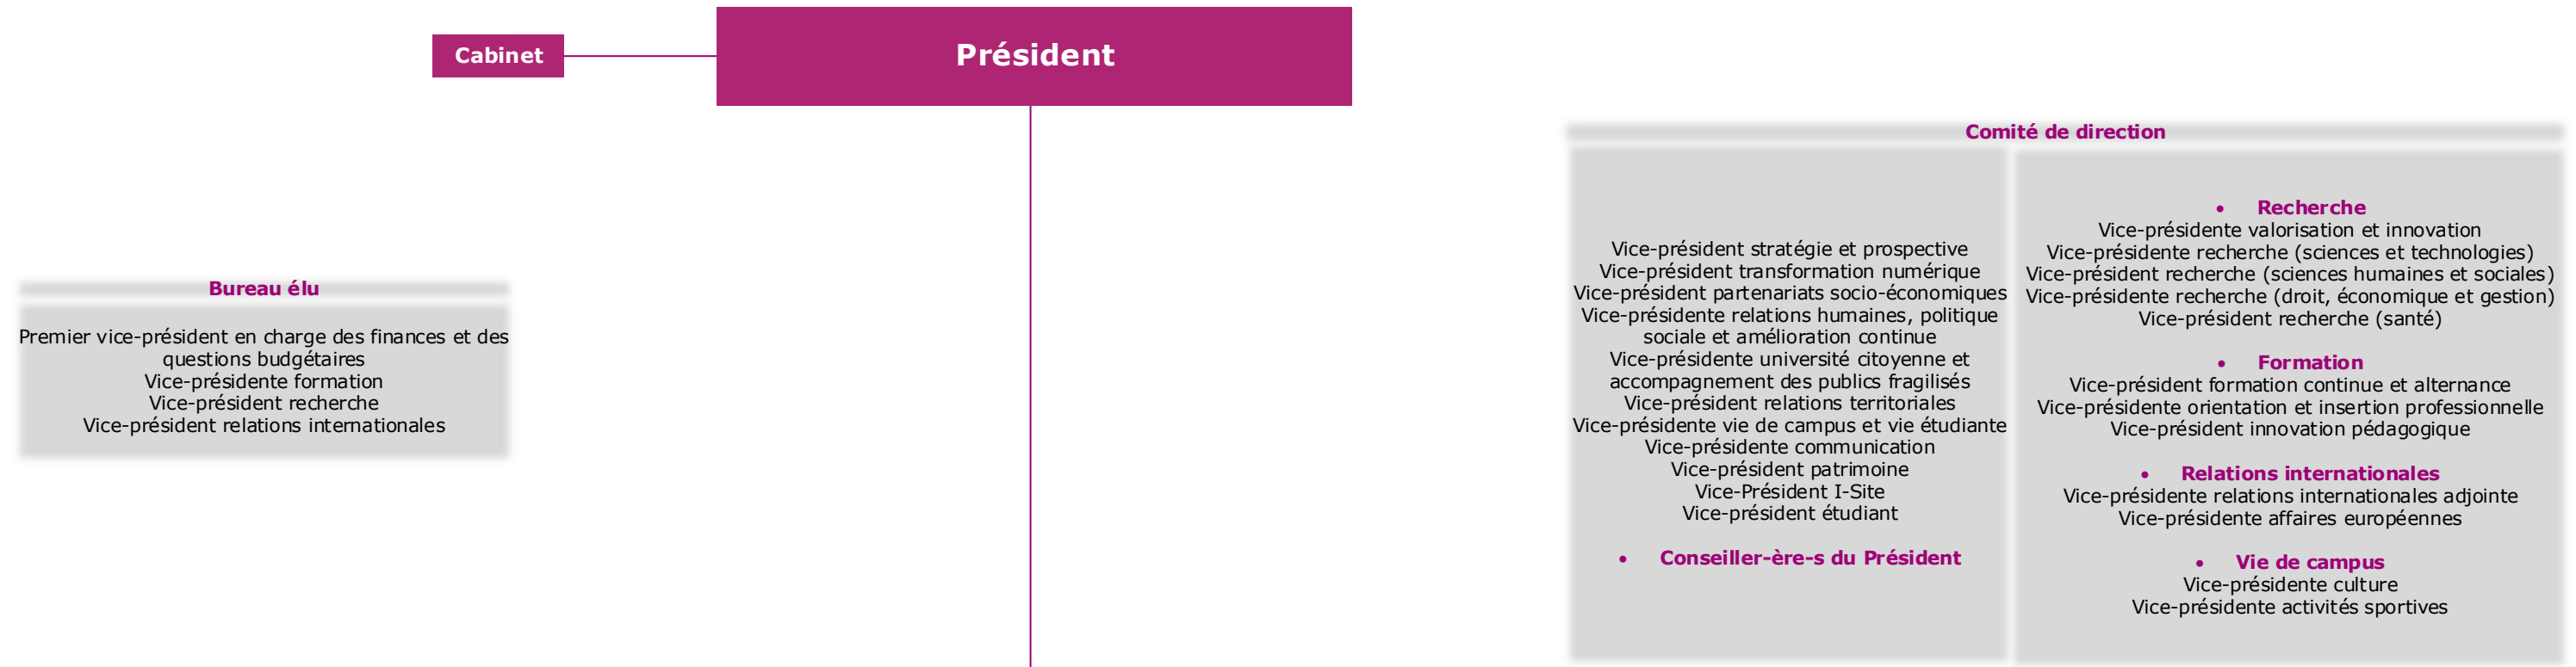 Cabinet
Président
Bureau élu
Premier vice-président en charge des finances et des
questions budgétaires
Vice-présidente formation
Vice-président recherche
Vice-président relations internationales
Comité de direction
Vice-président stratégie et prospective
Vice-président transformation numérique
Vice-président partenariats socio-économiques
Vice-présidente relations humaines, politique
sociale et amélioration continue
Vice-présidente université citoyenne et
accompagnement des publics fragilisés
Vice-président relations territoriales
Vice-présidente vie de campus et vie étudiante
Vice-présidente communication
Vice-président patrimoine
Vice-Président I-Site
Vice-président étudiant
• Conseiller-ère-s du Président
• Recherche
Vice-présidente valorisation et innovation
Vice-présidente recherche (sciences et technologies)
Vice-président recherche (sciences humaines et sociales)
Vice-présidente recherche (droit, économique et gestion)
Vice-président recherche (santé)
• Formation
Vice-président formation continue et alternance
Vice-présidente orientation et insertion professionnelle
Vice-président innovation pédagogique
• Relations internationales
Vice-présidente relations internationales adjointe
Vice-présidente affaires européennes
• Vie de campus
Vice-présidente culture
Vice-présidente activités sportives